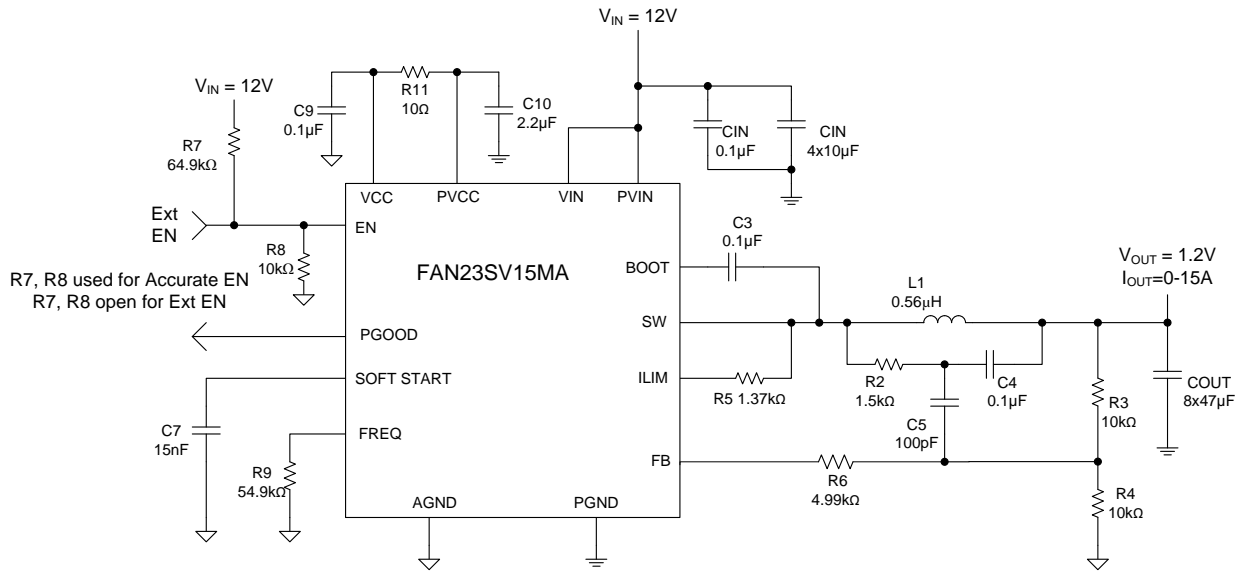 VIN = 12V
VIN = 12V
R11
10Ω
C9
0.1µF
C10
2.2µF
CIN
0.1µF
CIN
4x10µF
R7
64.9kΩ
VCC
PVCC
VIN
PVIN
Ext
EN
EN
R8
10kΩ
FAN23SV15MA
C3
0.1µF
BOOT
R7, R8 used for Accurate EN
R7, R8 open for Ext EN
VOUT = 1.2V
IOUT=0-15A
L1
0.56µH
SW
PGOOD
SOFT START
ILIM
R5 1.37kΩ
R2
1.5kΩ
C4
0.1µF
R3
10kΩ
COUT
8x47µF
C7
15nF
C5
100pF
FREQ
R9
54.9kΩ
FB
R6
4.99kΩ
R4
10kΩ
AGND
PGND